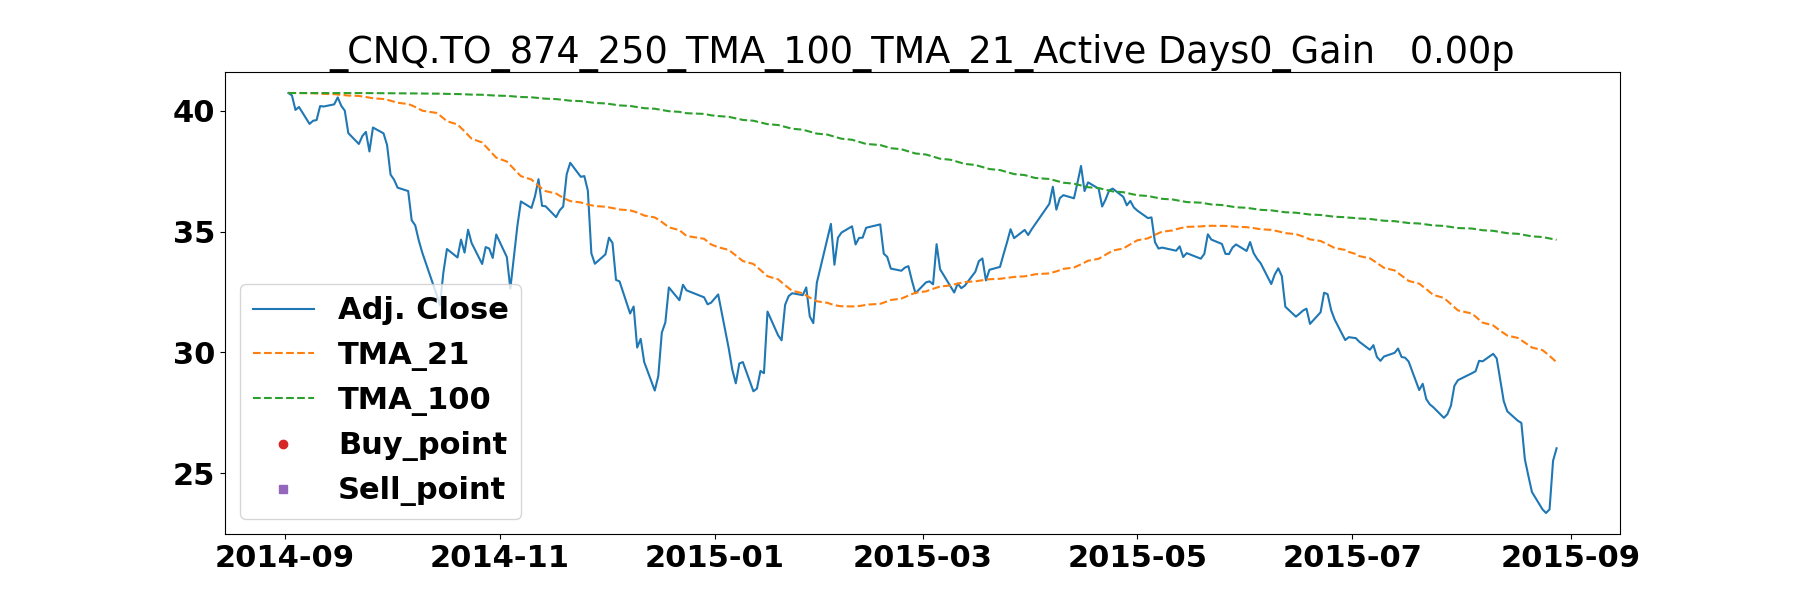 _CNQ.TO_874_250_TMA_100_TMA_21_Active Days0_Gain   0.00p
40
35
30
25
Adj. Close
TMA_21
TMA_100
Buy_point
Sell_point
2014-09 2014-11 2015-01 2015-03 2015-05 2015-07 2015-09